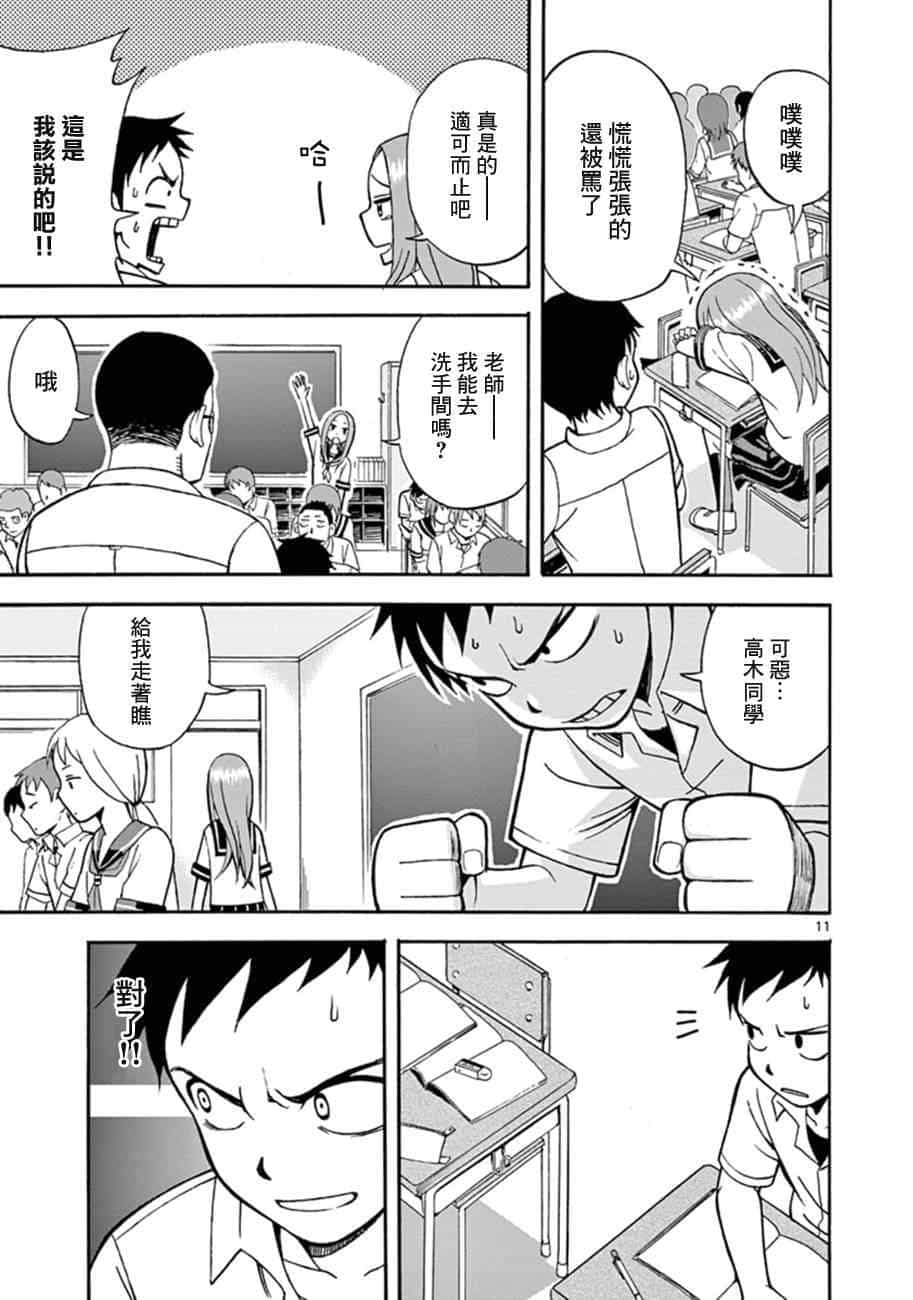 噗噗噗
慌慌張張的
還被罵了
真是的——
適可而止吧
哈—
這是
我該說的吧!!
老師——
我能去
洗手間嗎?
哦
可惡…
高木同學
給我走著瞧
11
對了!!